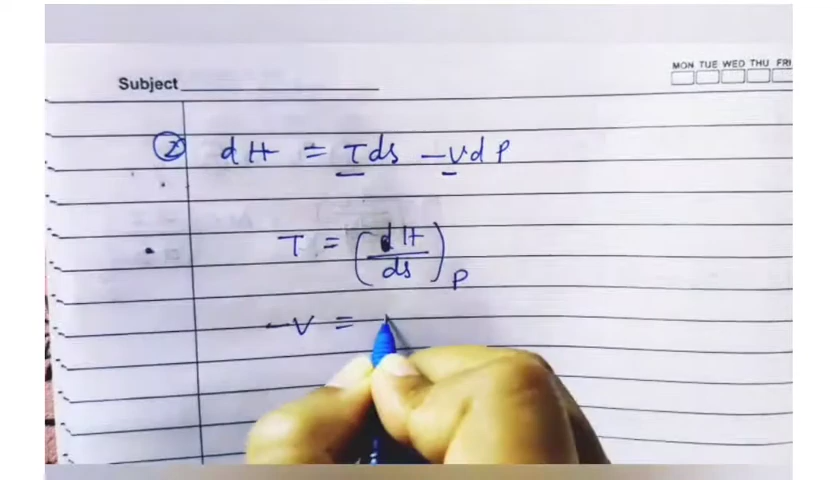 MON TUE WED THU FRI
Subject
② dH = Tds - vdP
T = (dH/ds)P
- v =